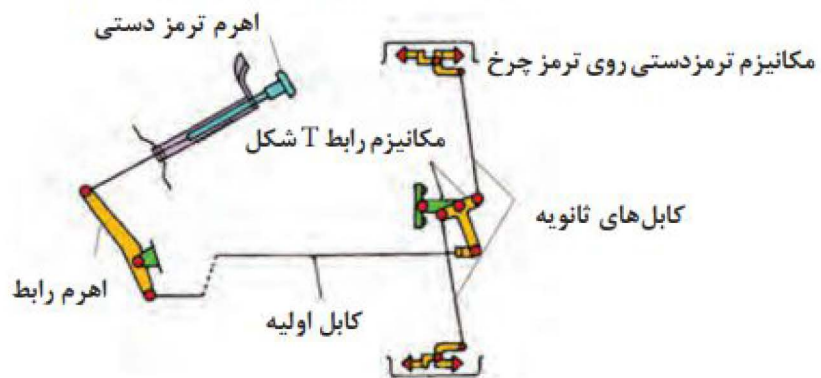 اهرم ترمز دستی
مکانیزم ترمزدستی روی ترمز چرخ
مکانیزم رابط T شکل
کابل‌های ثانویه
اهرم رابط
کابل اولیه